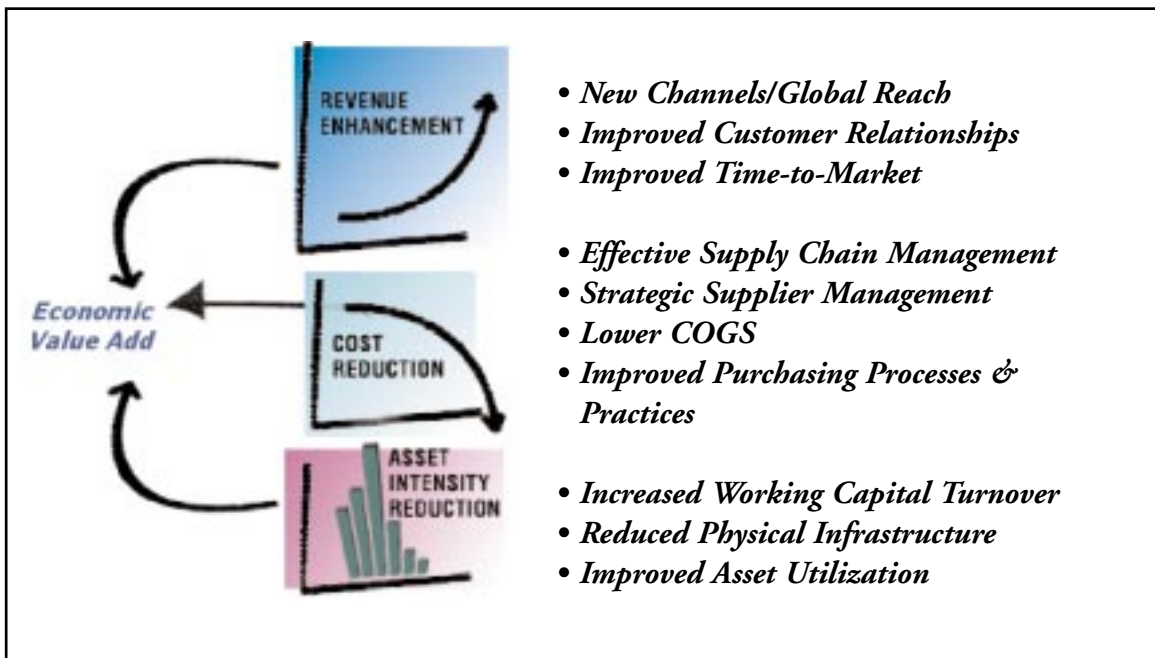 REVENUE
ENHANCEMENT
• New Channels/Global Reach
• Improved Customer Relationships
• Improved Time-to-Market
Economic
Value Add
COST
REDUCTION
• Effective Supply Chain Management
• Strategic Supplier Management
• Lower COGS
• Improved Purchasing Processes &
Practices
ASSET
INTENSITY
REDUCTION
• Increased Working Capital Turnover
• Reduced Physical Infrastructure
• Improved Asset Utilization